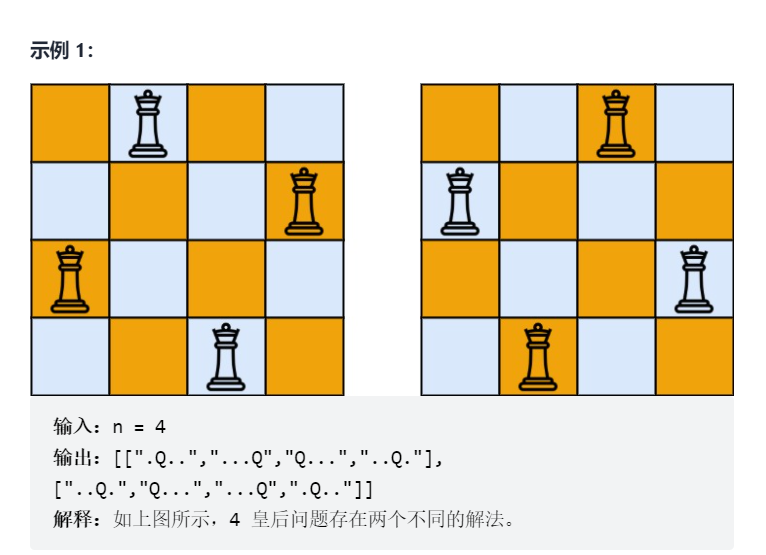 示例 1：
输入：n = 4
输出：[[".Q..","...Q","Q...","..Q."],
["..Q.","Q...","...Q",".Q.."]]
解释：如上图所示，4 皇后问题存在两个不同的解法。